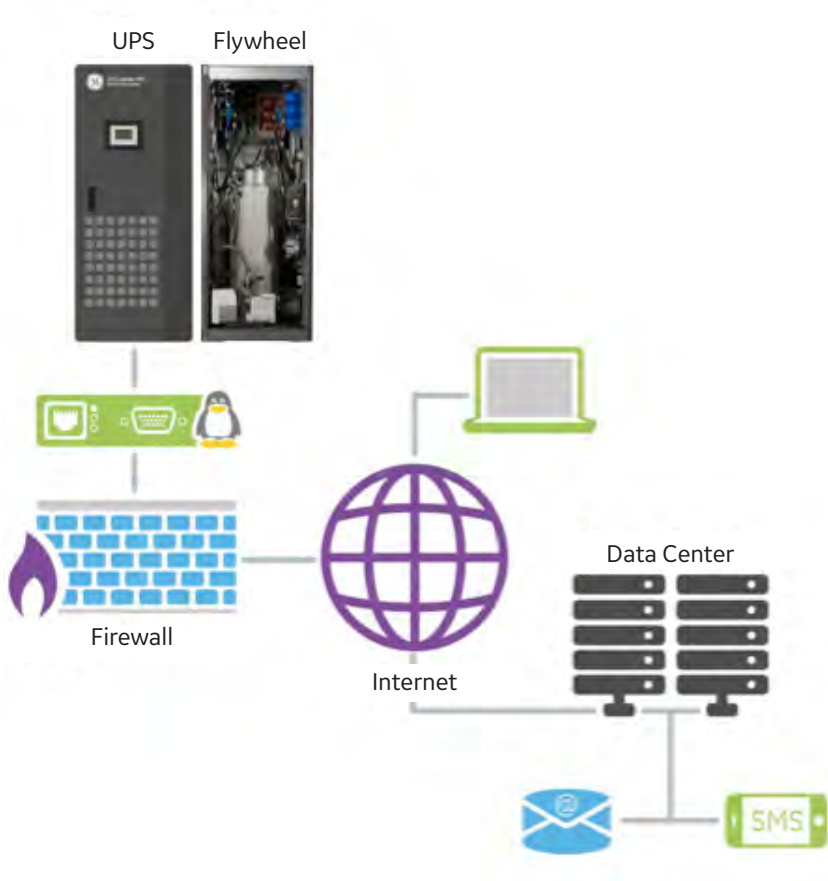 UPS
Flywheel
Firewall
Internet
Data Center
@
SMS